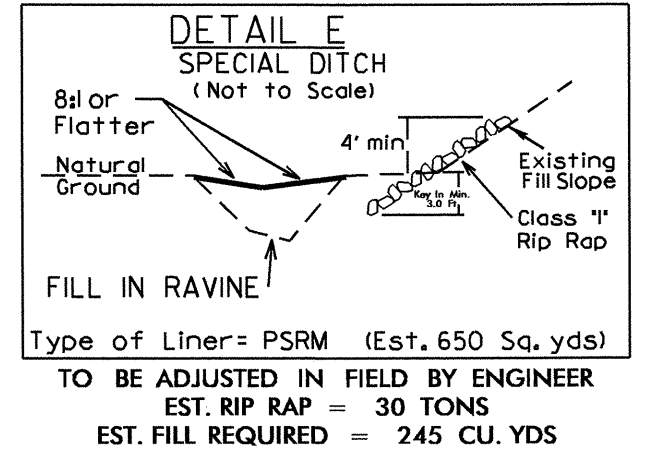 DETAIL E
SPECIAL DITCH
(Not to Scale)
8:1 or
Flatter
4' min
Natural
Ground
Existing
Fill Slope
Key In Min.
3.0 Ft
Class "I"
Rip Rap
FILL IN RAVINE
Type of Liner= PSRM (Est. 650 Sq. yds)
TO BE ADJUSTED IN FIELD BY ENGINEER
EST. RIP RAP = 30 TONS
EST. FILL REQUIRED = 245 CU. YDS